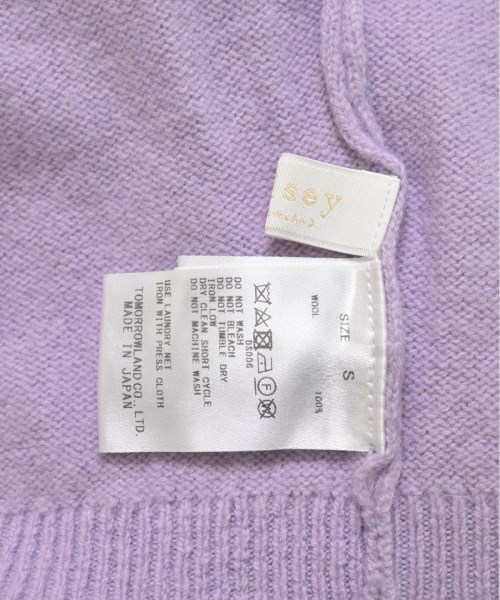 sey
SIZE S
WOOL 100%
DS006
DO NOT WASH
DO NOT BLEACH
DO NOT TUMBLE DRY
IRON LOW
DRY CLEAN SHORT CYCLE
DO NOT MACHINE WASH
USE LAUNDRY NET
IRON WITH PRESS CLOTH
TOMORROWLAND CO., LTD.
MADE IN JAPAN